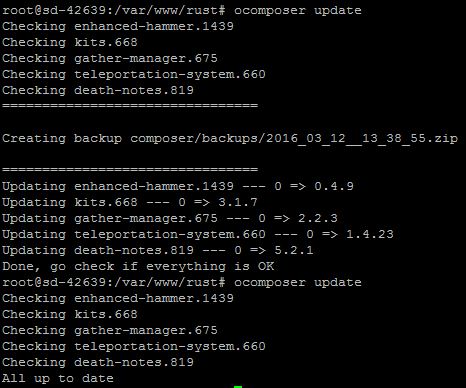 root@sd-42639:/var/www/rust# ocomposer update
Checking enhanced-hammer.1439
Checking kits.668
Checking gather-manager.675
Checking teleportation-system.660
Checking death-notes.819
================================
Creating backup composer/backups/2016_03_12__13_38_55.zip
================================
Updating enhanced-hammer.1439 --- 0 => 0.4.9
Updating kits.668 --- 0 => 3.1.7
Updating gather-manager.675 --- 0 => 2.2.3
Updating teleportation-system.660 --- 0 => 1.4.23
Updating death-notes.819 --- 0 => 5.2.1
Done, go check if everything is OK
root@sd-42639:/var/www/rust# ocomposer update
Checking enhanced-hammer.1439
Checking kits.668
Checking gather-manager.675
Checking teleportation-system.660
Checking death-notes.819
All up to date